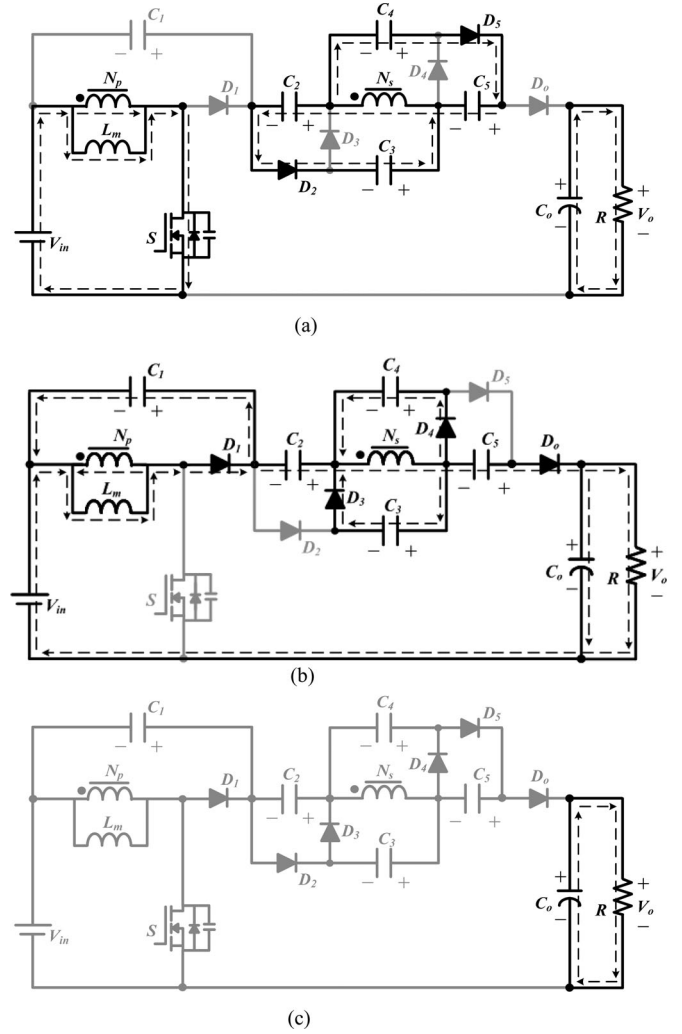 C1
− +
Np
D1
Lm
C4
− +
D5
D4
C2
− +
Ns
C5
− +
Do
D3
C3
− +
D2
Vin
S
Co
+
−
R
+
Vo
−
(a)
C1
− +
Np
D1
Lm
C4
− +
D5
D4
C2
− +
Ns
C5
− +
Do
D3
C3
− +
D2
Vin
S
Co
+
−
R
+
Vo
−
(b)
C1
− +
Np
D1
Lm
C4
− +
D5
D4
C2
− +
Ns
C5
− +
Do
D3
C3
− +
D2
Vin
S
Co
+
−
R
+
Vo
−
(c)